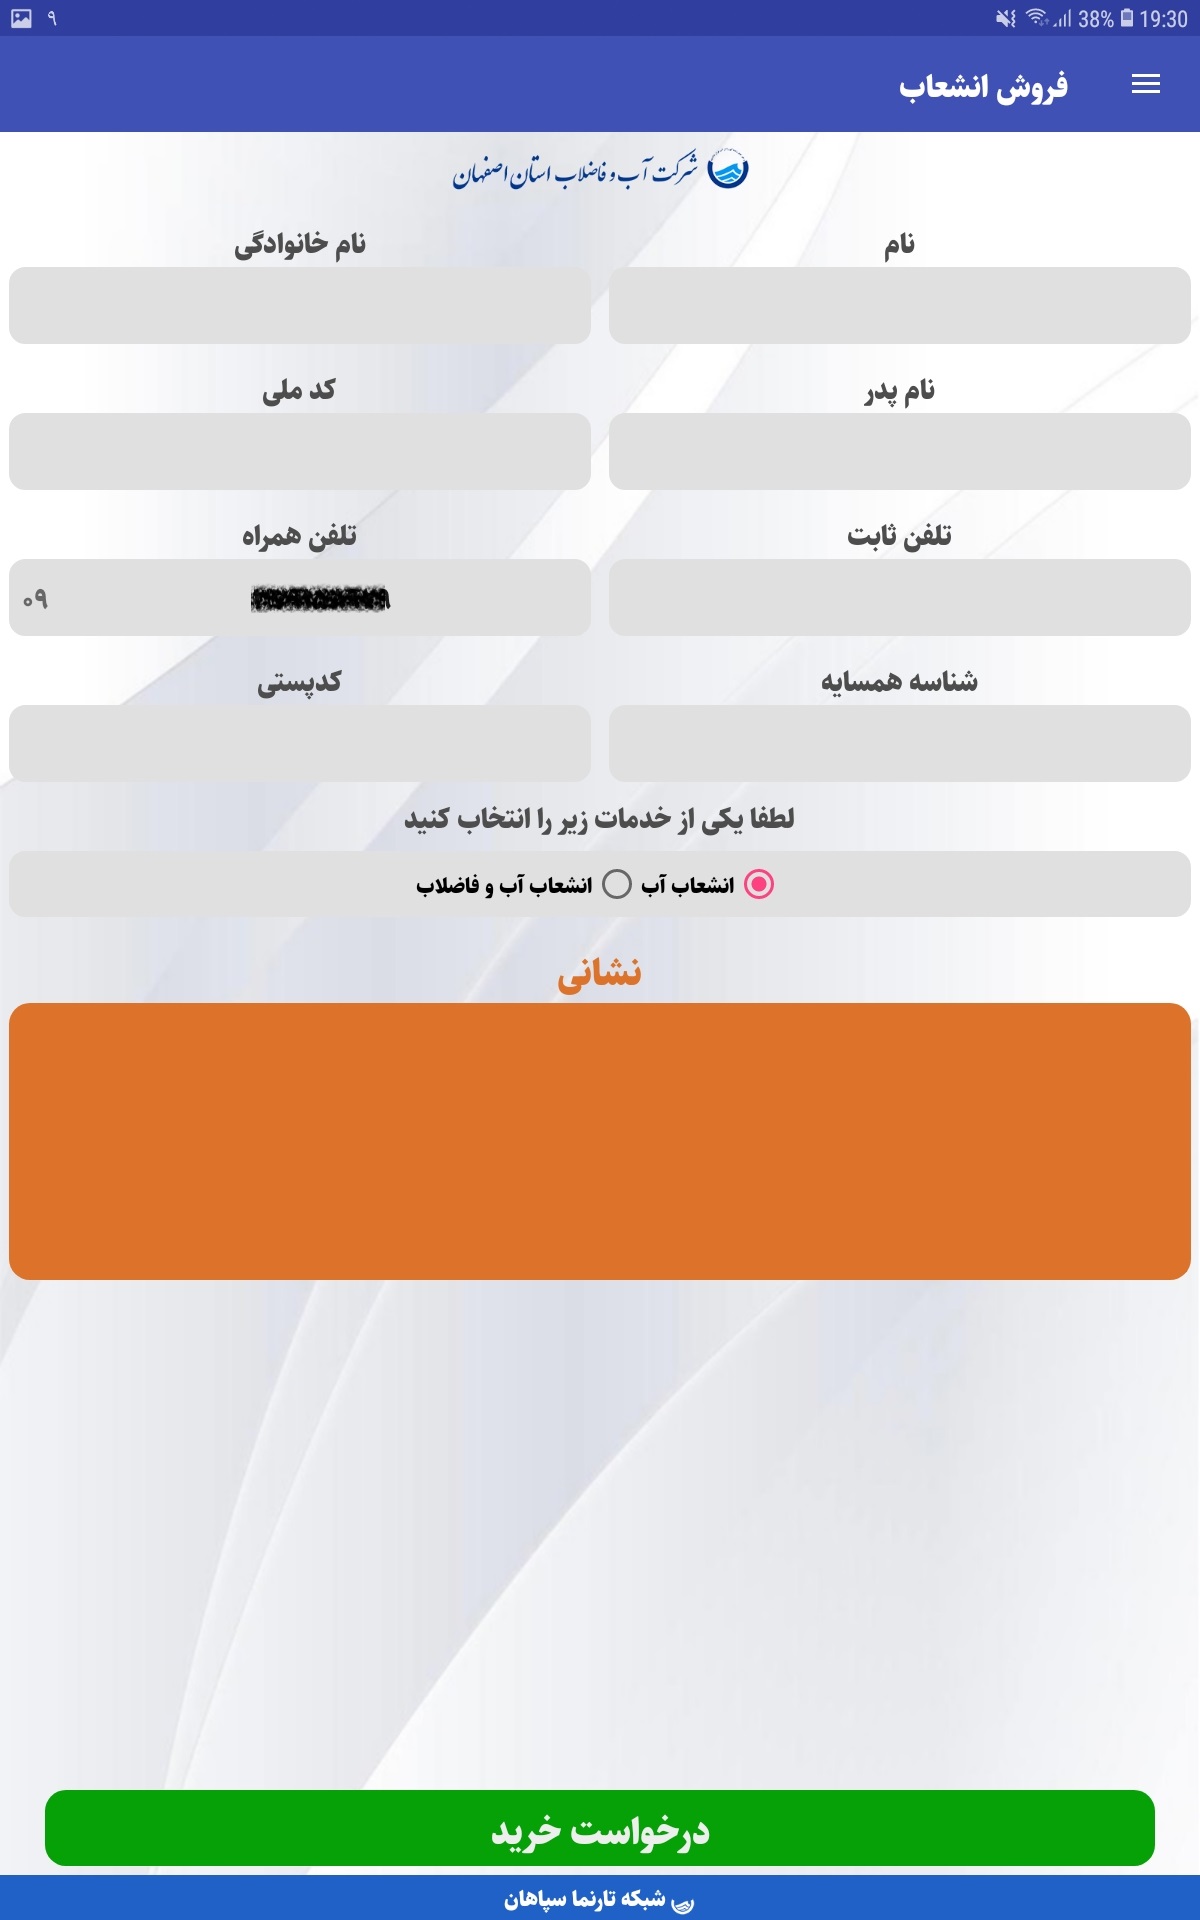 ۹ 38% 19:30
فروش انشعاب
شرکت آب و فاضلاب استان اصفهان
نام
نام خانوادگی
نام پدر
کد ملی
تلفن ثابت
تلفن همراه
۰۹
شناسه همسایه
کدپستی
لطفا یکی از خدمات زیر را انتخاب کنید
انشعاب آب انشعاب آب و فاضلاب
نشانی
درخواست خرید
شبکه تارنما سپاهان